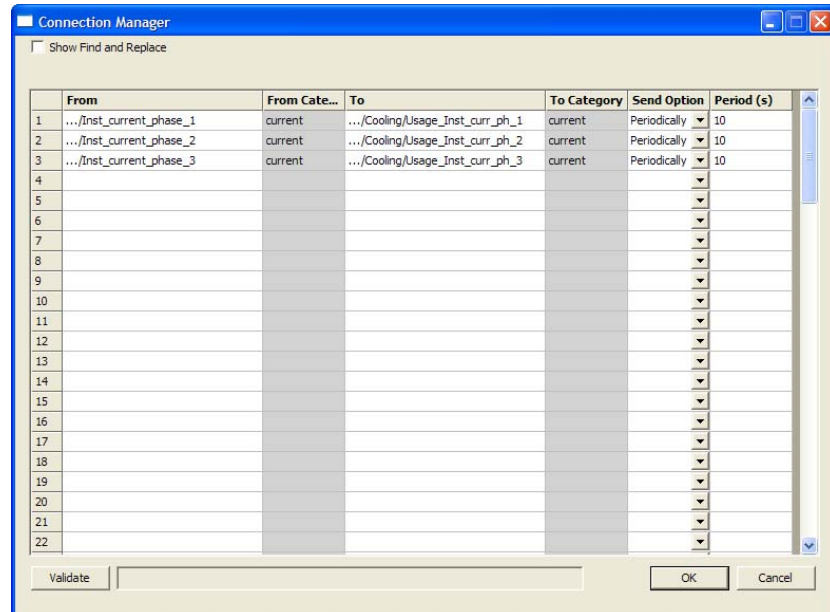 Connection Manager
Show Find and Replace
From From Cate... To To Category Send Option Period (s)
1 .../Inst_current_phase_1 current .../Cooling/Usage_Inst_curr_ph_1 current Periodically 10
2 .../Inst_current_phase_2 current .../Cooling/Usage_Inst_curr_ph_2 current Periodically 10
3 .../Inst_current_phase_3 current .../Cooling/Usage_Inst_curr_ph_3 current Periodically 10
4
5
6
7
8
9
10
11
12
13
14
15
16
17
18
19
20
21
22
Validate OK Cancel